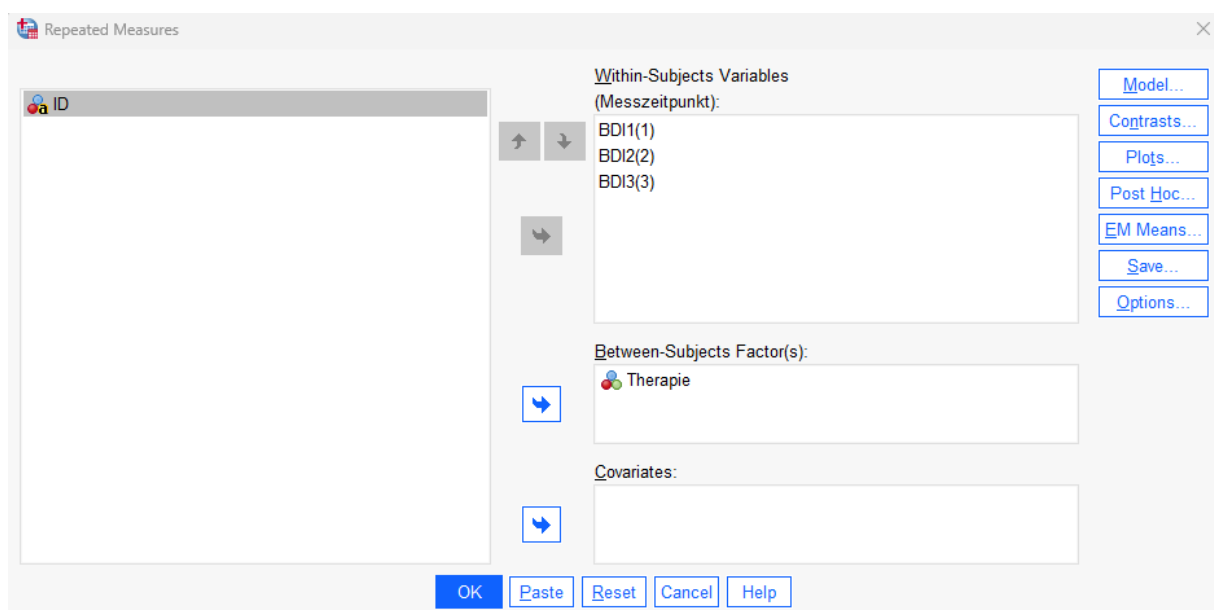 Repeated Measures
ID
Within-Subjects Variables
(Messzeitpunkt):
BDI1(1)
BDI2(2)
BDI3(3)
Model...
Contrasts...
Plots...
Post Hoc...
EM Means...
Save...
Options...
Between-Subjects Factor(s):
Therapie
Covariates:
OK Paste Reset Cancel Help